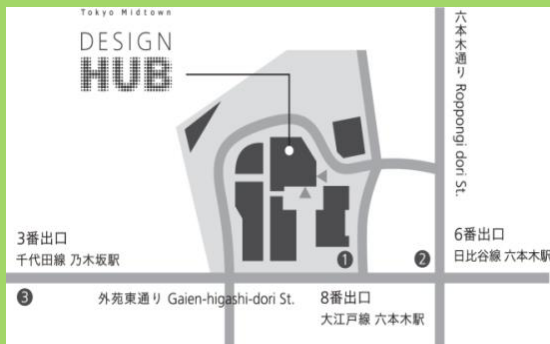 Tokyo Midtown
DESIGN
HUB
六本木通り Roppongi dori St.
3番出口
千代田線 乃木坂駅
6番出口
日比谷線 六本木駅
1
2
3
外苑東通り Gaien-higashi-dori St.
8番出口
大江戸線 六本木駅